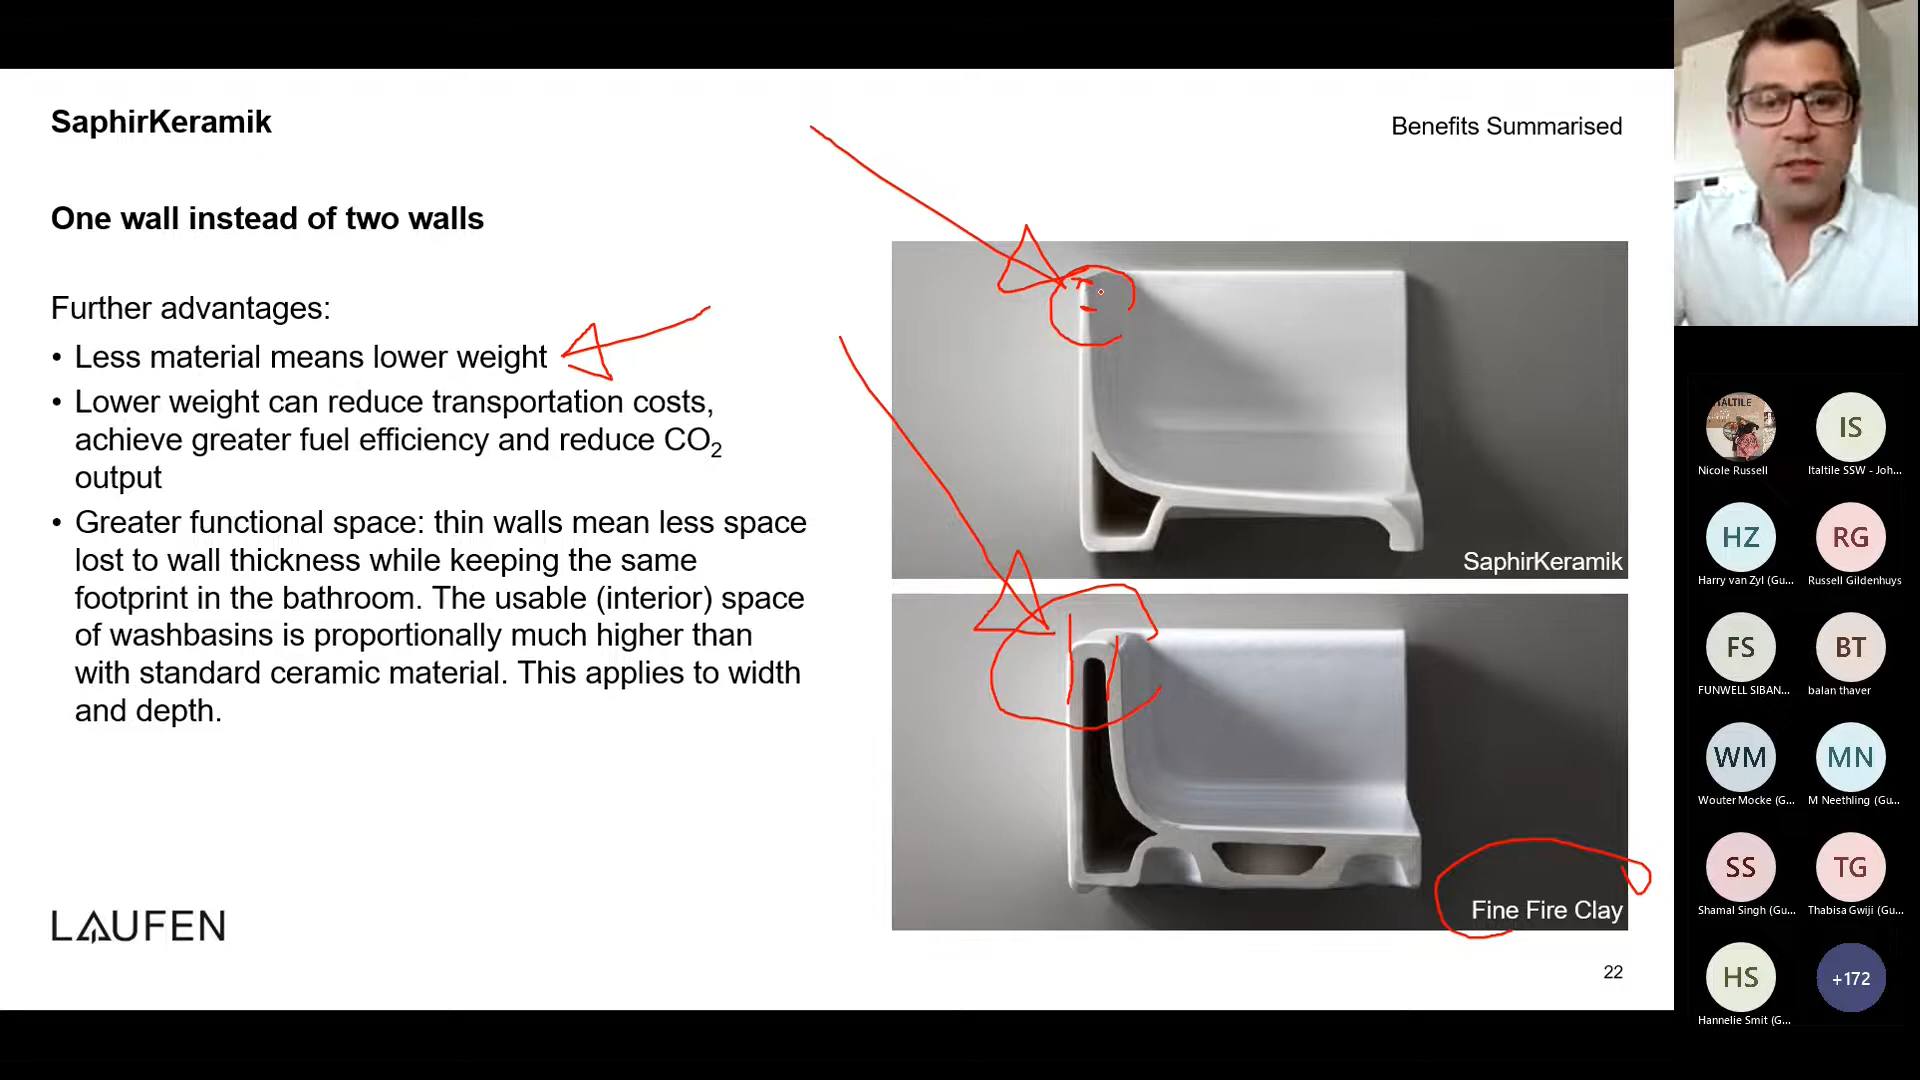 SaphirKeramik
Benefits Summarised
One wall instead of two walls
Further advantages:
• Less material means lower weight
• Lower weight can reduce transportation costs,
achieve greater fuel efficiency and reduce CO₂
output
• Greater functional space: thin walls mean less space
lost to wall thickness while keeping the same
footprint in the bathroom. The usable (interior) space
of washbasins is proportionally much higher than
with standard ceramic material. This applies to width
and depth.
SaphirKeramik
Fine Fire Clay
LAUFEN
22
ITALTILE
Nicole Russell
IS
Italtile SSW - Joh...
HZ
Harry van Zyl (Gu...
RG
Russell Gildenhuys
FS
FUNWELL SIBAN...
BT
balan thaver
WM
Wouter Mocke (G...
MN
M Neethling (Gu...
SS
Shamal Singh (Gu...
TG
Thabisa Gwiji (Gu...
HS
Hannelie Smit (G...
+172